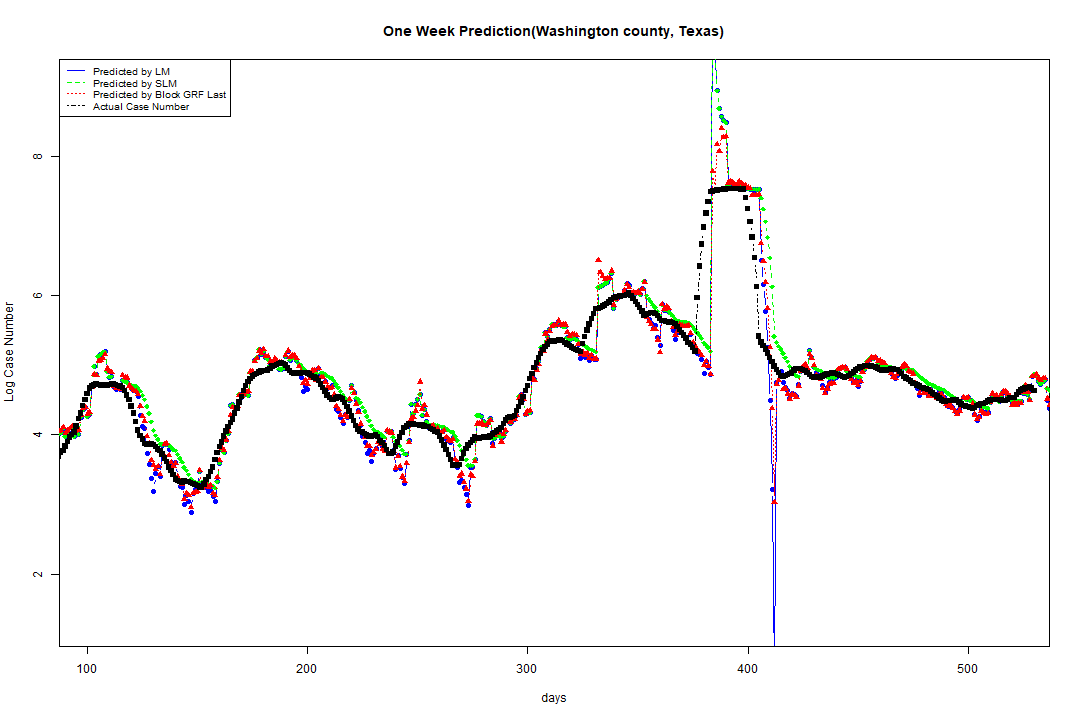 One Week Prediction(Washington county, Texas)
Predicted by LM
Predicted by SLM
Predicted by Block GRF Last
Actual Case Number
8
6
4
2
Log Case Number
100 200 300 400 500
days